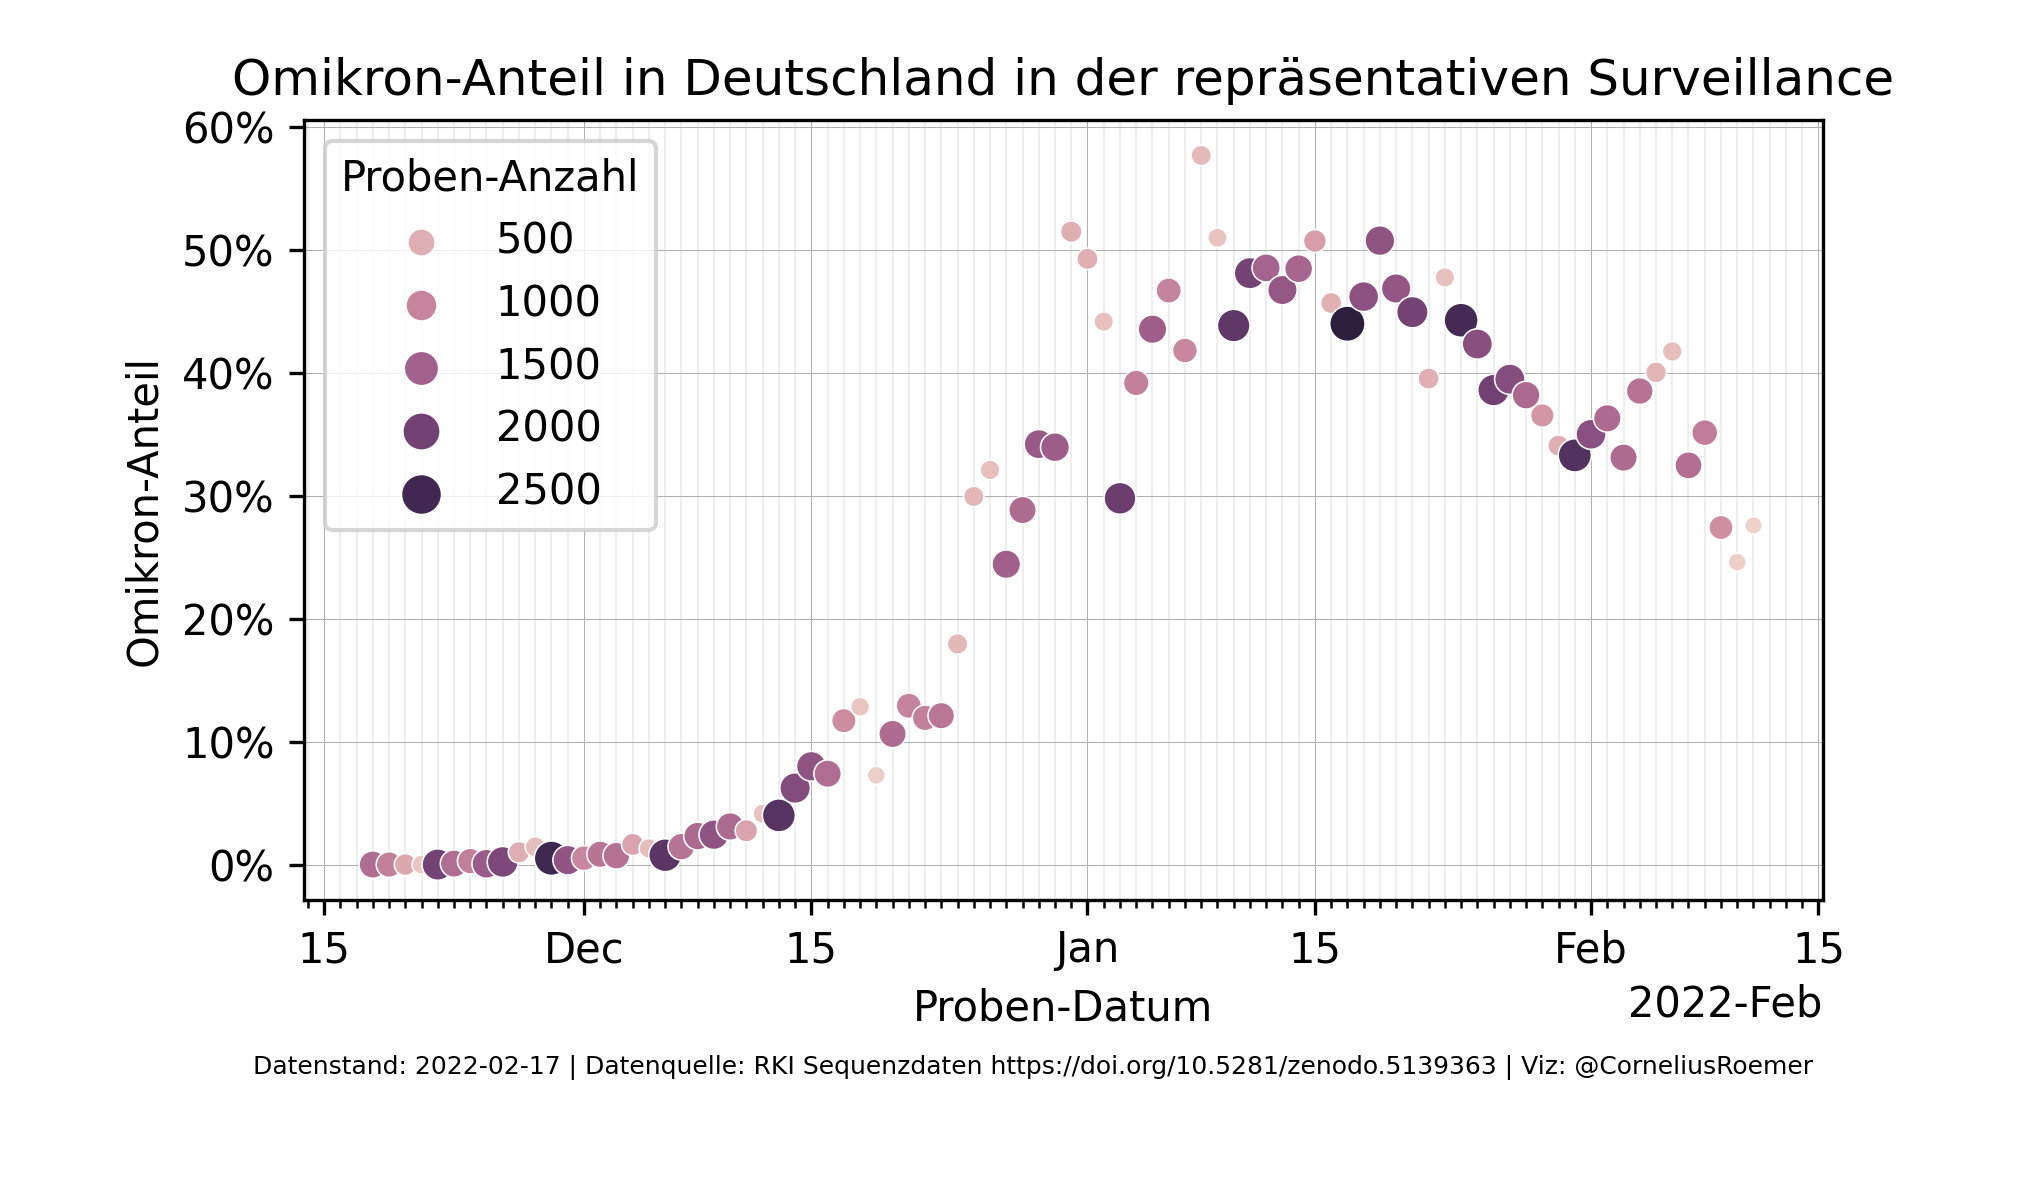 Omikron-Anteil in Deutschland in der repräsentativen Surveillance
60%
50%
40%
30%
20%
10%
0%
Omikron-Anteil
Proben-Anzahl
500
1000
1500
2000
2500
15 Dec 15 Jan 15 Feb 15
Proben-Datum
2022-Feb
Datenstand: 2022-02-17 | Datenquelle: RKI Sequenzdaten https://doi.org/10.5281/zenodo.5139363 | Viz: @CorneliusRoemer